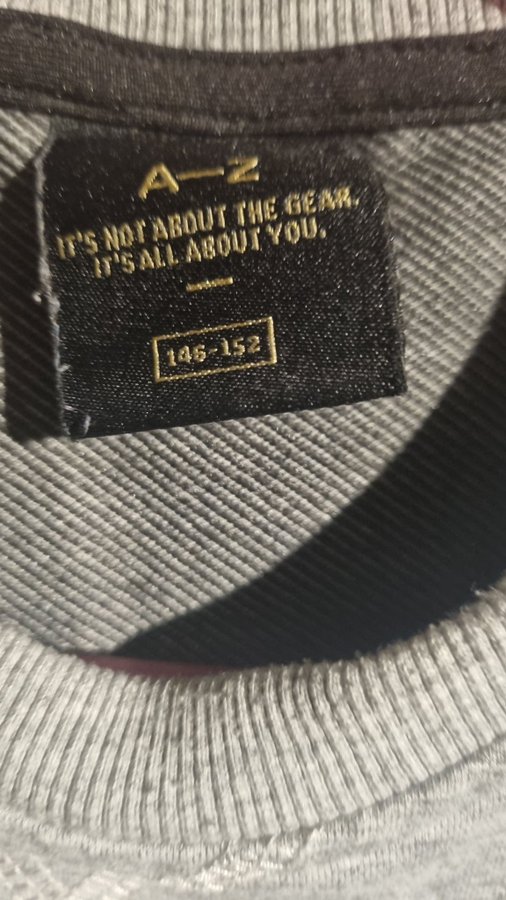 A—Z
IT'S NOT ABOUT THE GEAR.
IT'S ALL ABOUT YOU.
146-152